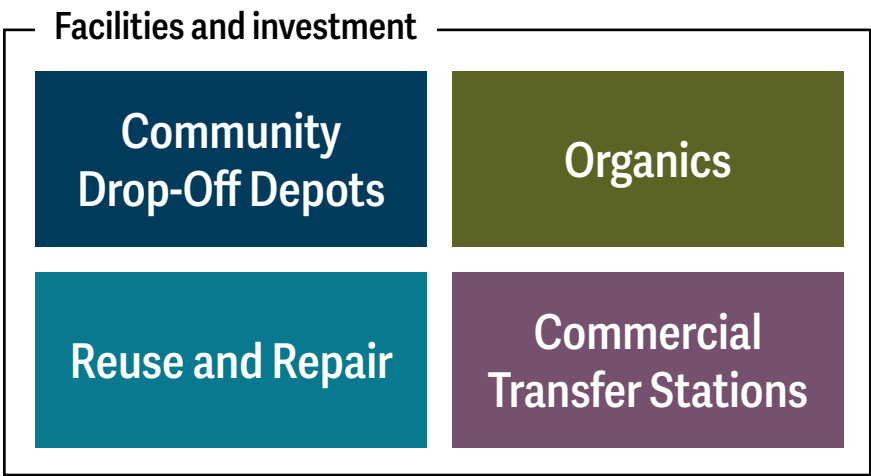 Facilities and investment
Community
Drop-Off Depots
Organics
Reuse and Repair
Commercial
Transfer Stations